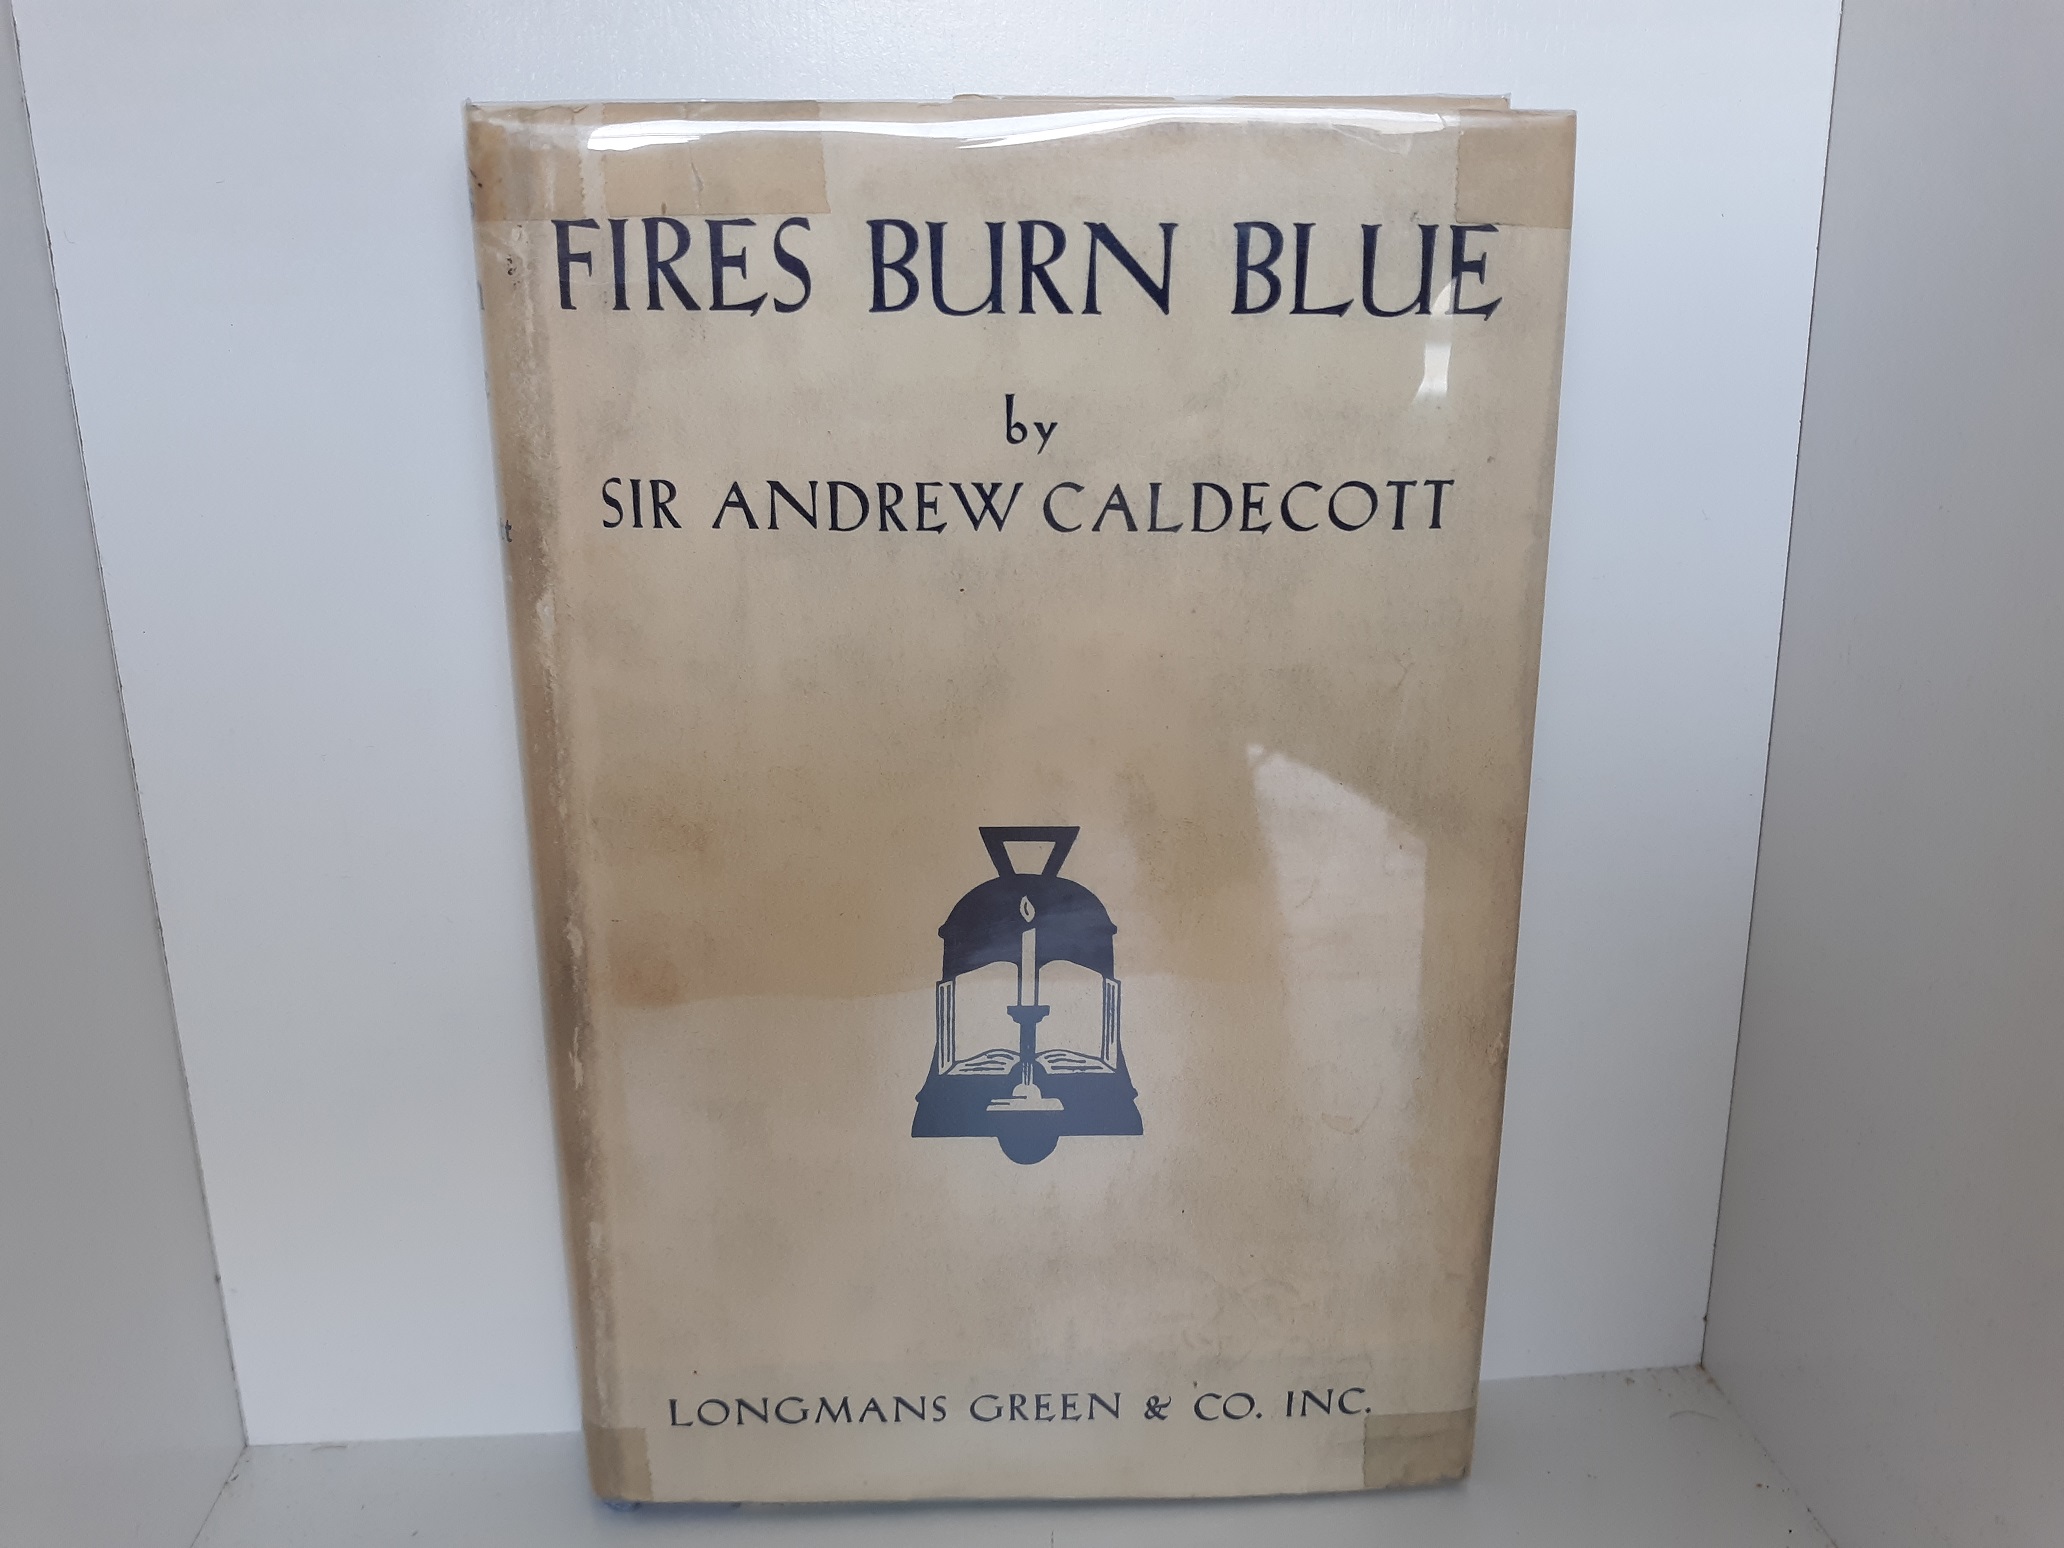 FIRES BURN BLUE
by
SIR ANDREW CALDECOTT
LONGMANS GREEN & CO. INC.